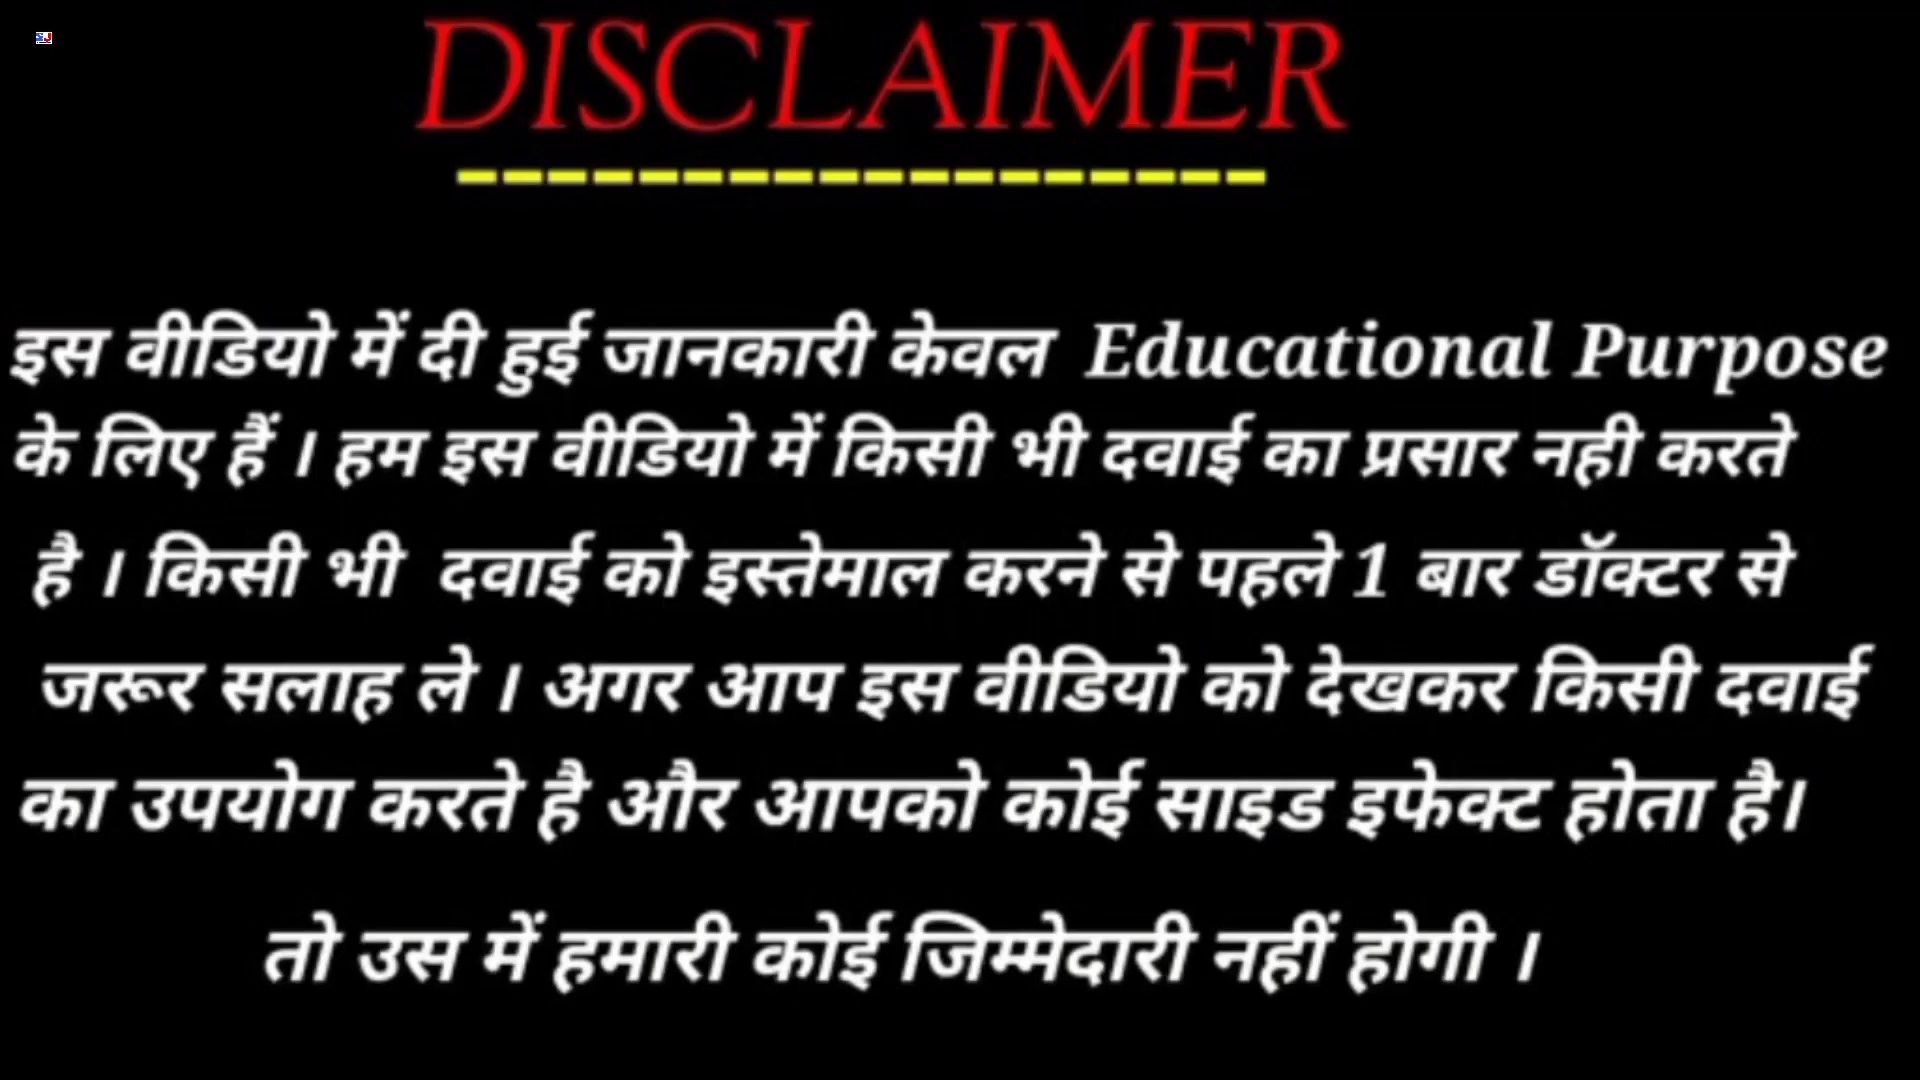 SJ
DISCLAIMER
------------------
इस वीडियो में दी हुई जानकारी केवल Educational Purpose
के लिए हैं । हम इस वीडियो में किसी भी दवाई का प्रसार नही करते
है । किसी भी दवाई को इस्तेमाल करने से पहले 1 बार डॉक्टर से
जरूर सलाह ले । अगर आप इस वीडियो को देखकर किसी दवाई
का उपयोग करते है और आपको कोई साइड इफेक्ट होता है।
तो उस में हमारी कोई जिम्मेदारी नहीं होगी ।